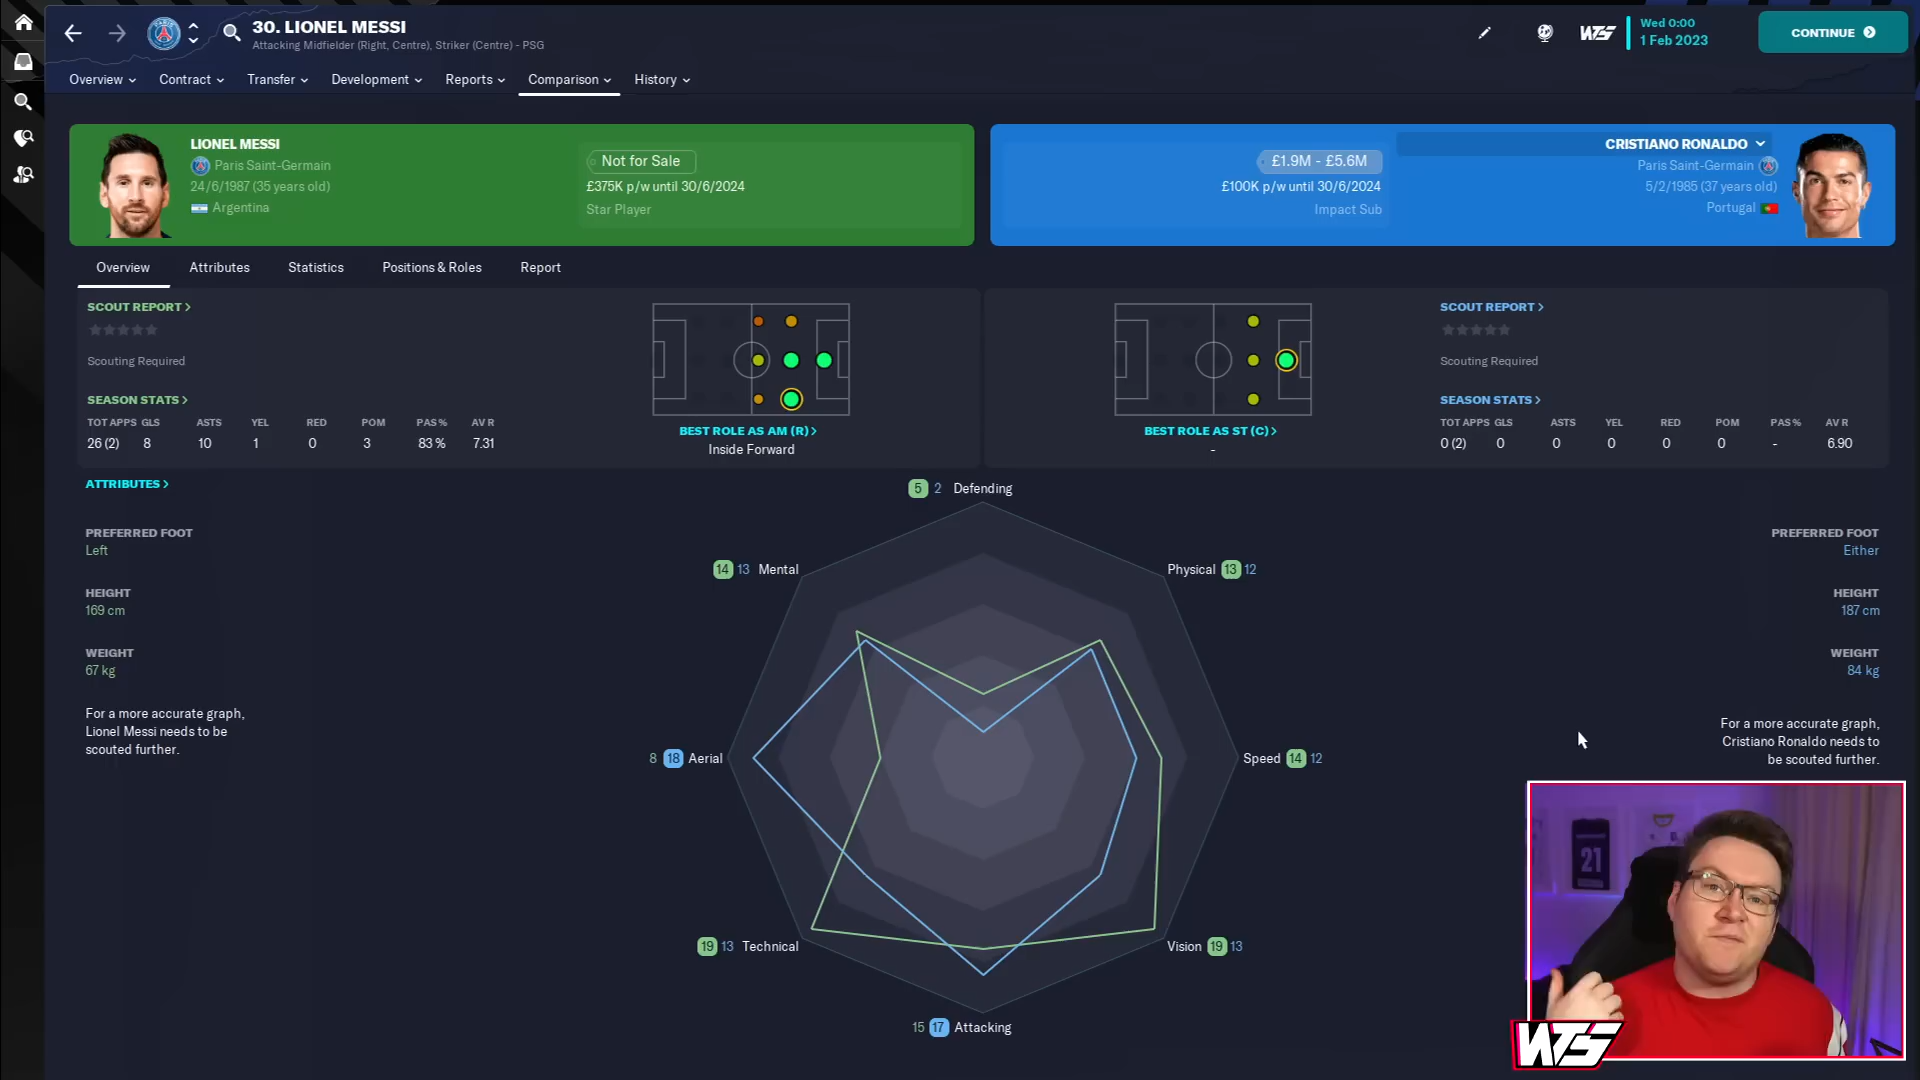 30. LIONEL MESSI
Attacking Midfielder (Right, Centre), Striker (Centre) - PSG
WTS
Wed 0:00
1 Feb 2023
CONTINUE
Overview Contract Transfer Development Reports Comparison History
LIONEL MESSI
Paris Saint-Germain
24/6/1987 (35 years old)
Argentina
Not for Sale
£375K p/w until 30/6/2024
Star Player
£1.9M - £5.6M
£100K p/w until 30/6/2024
Impact Sub
CRISTIANO RONALDO
Paris Saint-Germain
5/2/1985 (37 years old)
Portugal
Overview Attributes Statistics Positions & Roles Report
SCOUT REPORT >
Scouting Required
SEASON STATS >
TOT APPS GLS ASTS YEL RED POM PAS% AV R
26 (2) 8 10 1 0 3 83 % 7.31
BEST ROLE AS AM (R) >
Inside Forward
BEST ROLE AS ST (C) >
-
SCOUT REPORT >
Scouting Required
SEASON STATS >
TOT APPS GLS ASTS YEL RED POM PAS% AV R
0 (2) 0 0 0 0 0 - 6.90
ATTRIBUTES >
PREFERRED FOOT
Left
HEIGHT
169 cm
WEIGHT
67 kg
For a more accurate graph,
Lionel Messi needs to be
scouted further.
5 2 Defending
14 13 Mental
Physical 13 12
8 18 Aerial
Speed 14 12
19 13 Technical
Vision 19 13
15 17 Attacking
PREFERRED FOOT
Either
HEIGHT
187 cm
WEIGHT
84 kg
For a more accurate graph,
Cristiano Ronaldo needs to
be scouted further.
21
WTS